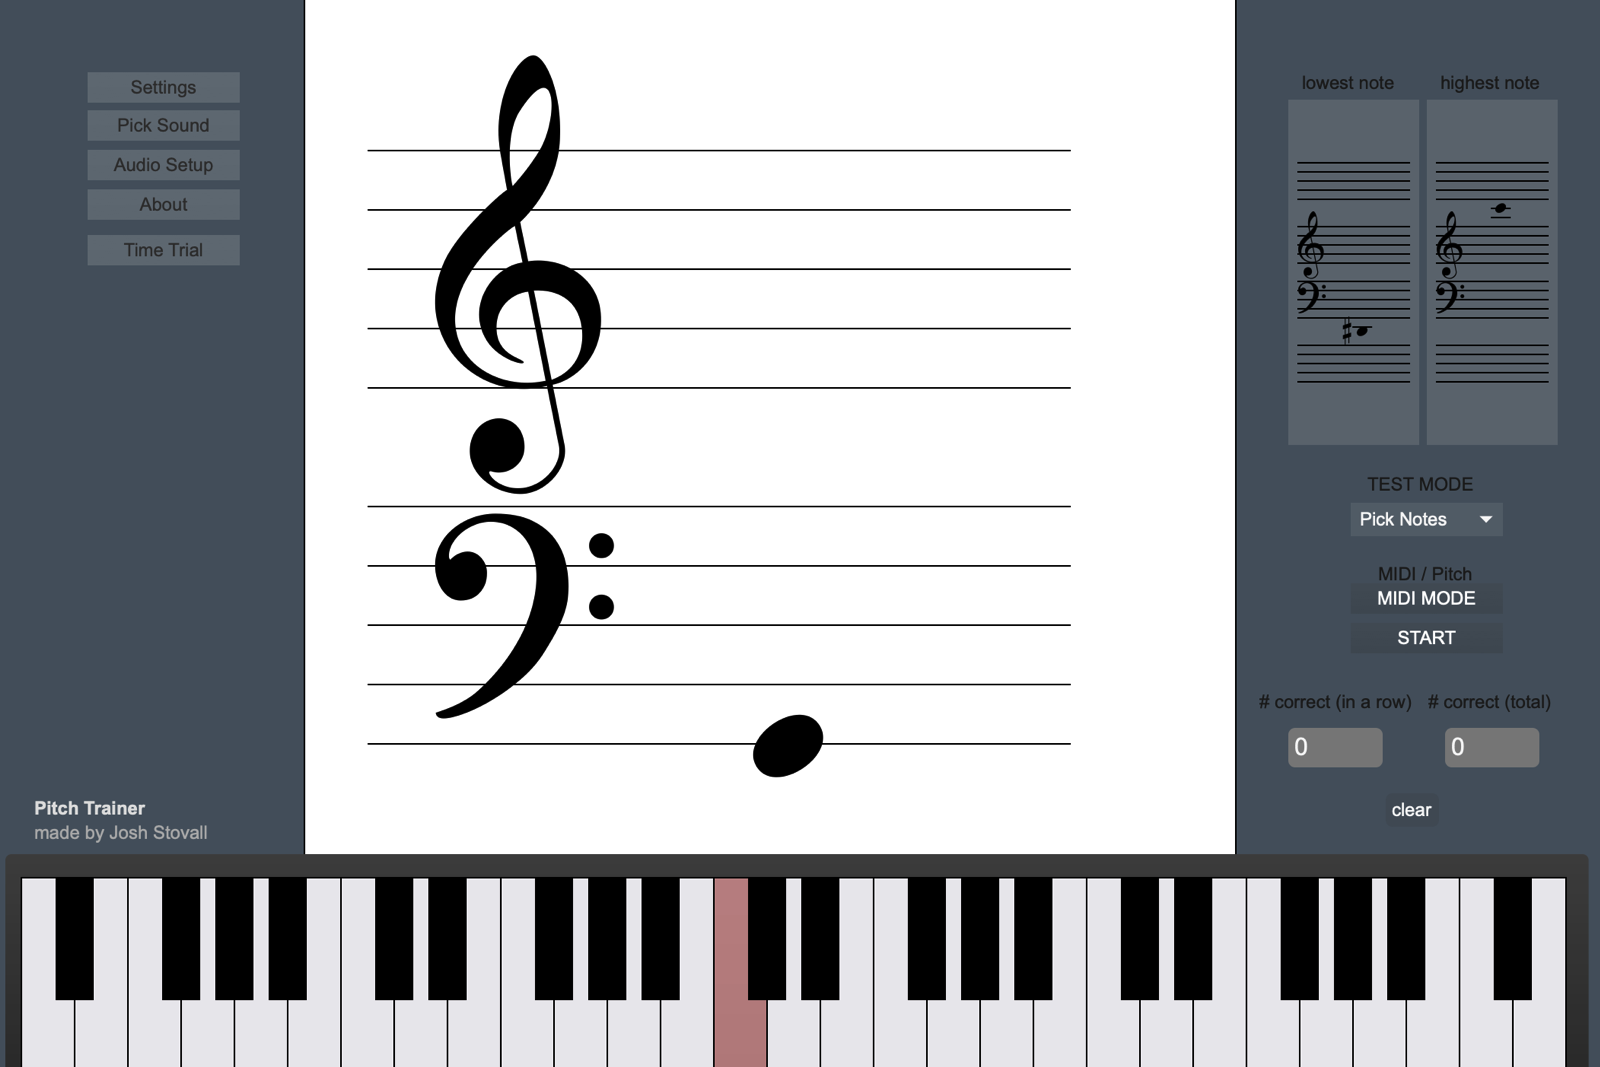 Settings
Pick Sound
Audio Setup
About
Time Trial
Pitch Trainer
made by Josh Stovall
lowest note
highest note
TEST MODE
Pick Notes
MIDI / Pitch
MIDI MODE
START
# correct (in a row)
# correct (total)
0
0
clear